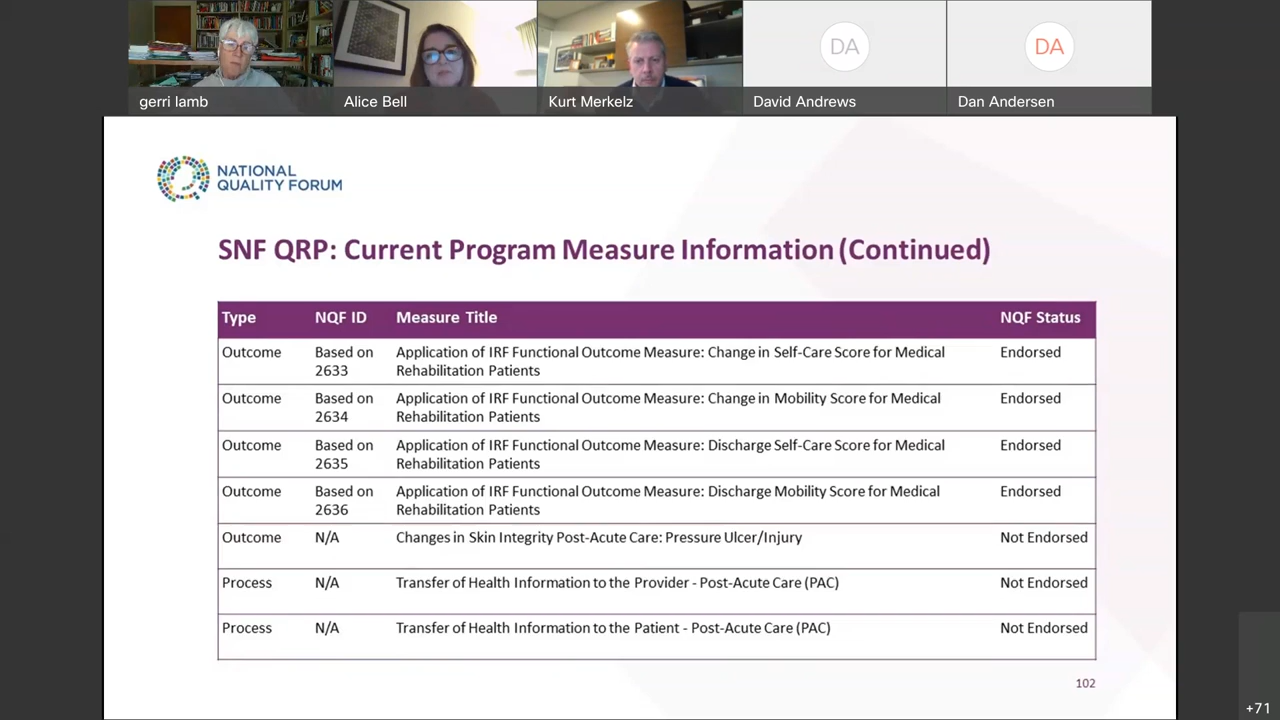 gerri lamb
Alice Bell
Kurt Merkelz
DA
David Andrews
DA
Dan Andersen
NATIONAL
QUALITY FORUM
SNF QRP: Current Program Measure Information (Continued)
Type NQF ID Measure Title NQF Status
Outcome Based on 2633 Application of IRF Functional Outcome Measure: Change in Self-Care Score for Medical Rehabilitation Patients Endorsed
Outcome Based on 2634 Application of IRF Functional Outcome Measure: Change in Mobility Score for Medical Rehabilitation Patients Endorsed
Outcome Based on 2635 Application of IRF Functional Outcome Measure: Discharge Self-Care Score for Medical Rehabilitation Patients Endorsed
Outcome Based on 2636 Application of IRF Functional Outcome Measure: Discharge Mobility Score for Medical Rehabilitation Patients Endorsed
Outcome N/A Changes in Skin Integrity Post-Acute Care: Pressure Ulcer/Injury Not Endorsed
Process N/A Transfer of Health Information to the Provider - Post-Acute Care (PAC) Not Endorsed
Process N/A Transfer of Health Information to the Patient - Post-Acute Care (PAC) Not Endorsed
102
+71